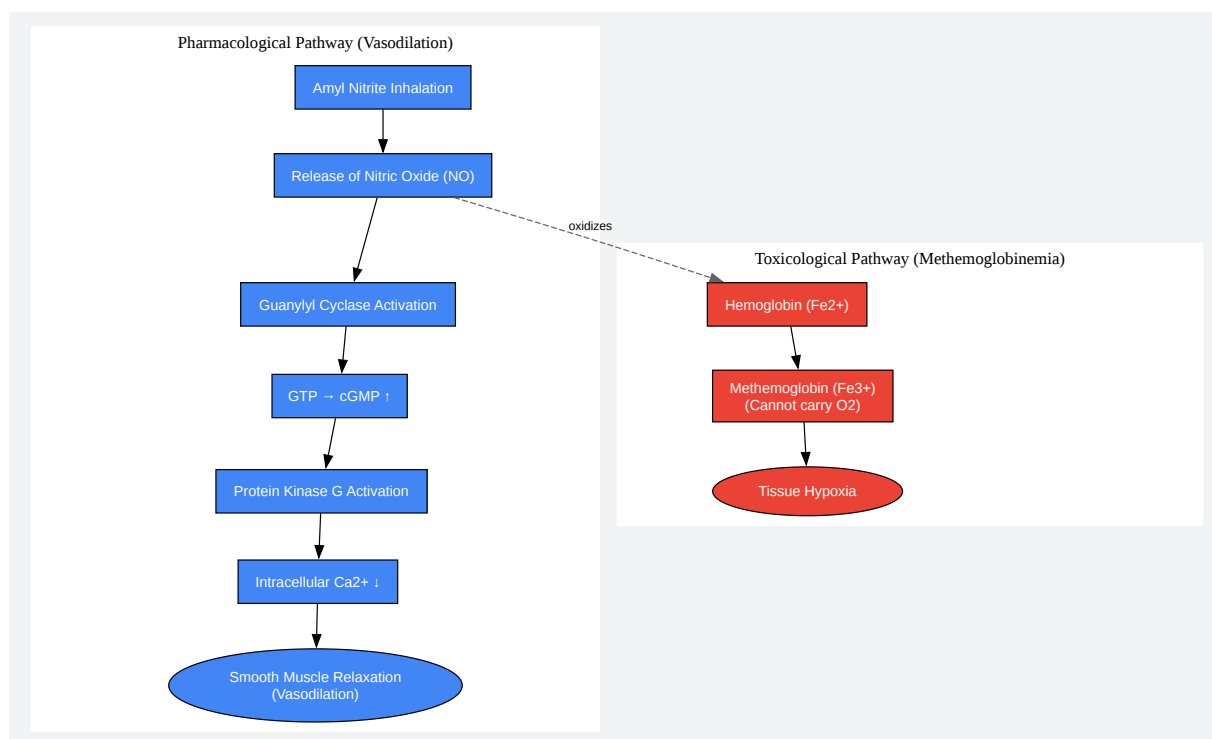 Pharmacological Pathway (Vasodilation)
Amyl Nitrite Inhalation
Release of Nitric Oxide (NO)
oxidizes
Guanylyl Cyclase Activation
GTP → cGMP ↑
Protein Kinase G Activation
Intracellular Ca2+ ↓
Smooth Muscle Relaxation
(Vasodilation)
Toxicological Pathway (Methemoglobinemia)
Hemoglobin (Fe2+)
Methemoglobin (Fe3+)
(Cannot carry O2)
Tissue Hypoxia